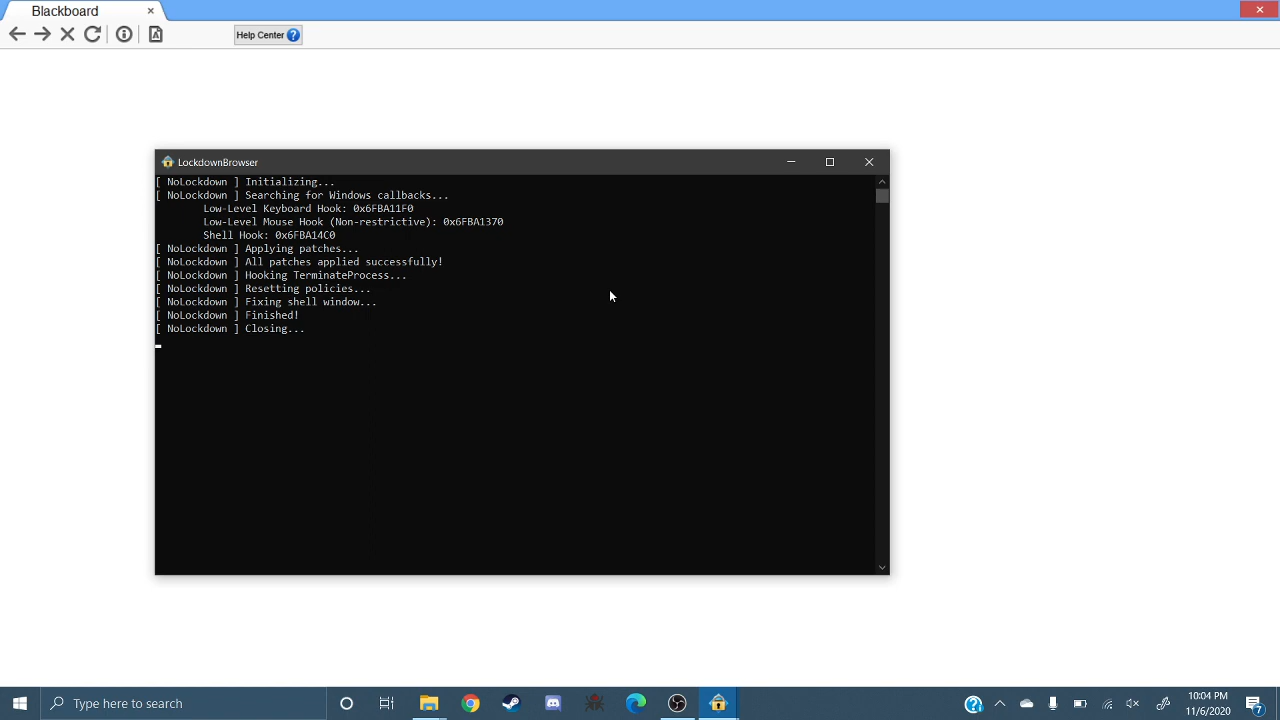 Blackboard
Help Center
LockdownBrowser
[ NoLockdown ] Initializing...
[ NoLockdown ] Searching for Windows callbacks...
Low-Level Keyboard Hook: 0x6FBA11F0
Low-Level Mouse Hook (Non-restrictive): 0x6FBA1370
Shell Hook: 0x6FBA14C0
[ NoLockdown ] Applying patches...
[ NoLockdown ] All patches applied successfully!
[ NoLockdown ] Hooking TerminateProcess...
[ NoLockdown ] Resetting policies...
[ NoLockdown ] Fixing shell window...
[ NoLockdown ] Finished!
[ NoLockdown ] Closing...
Type here to search
10:04 PM
11/6/2020
7